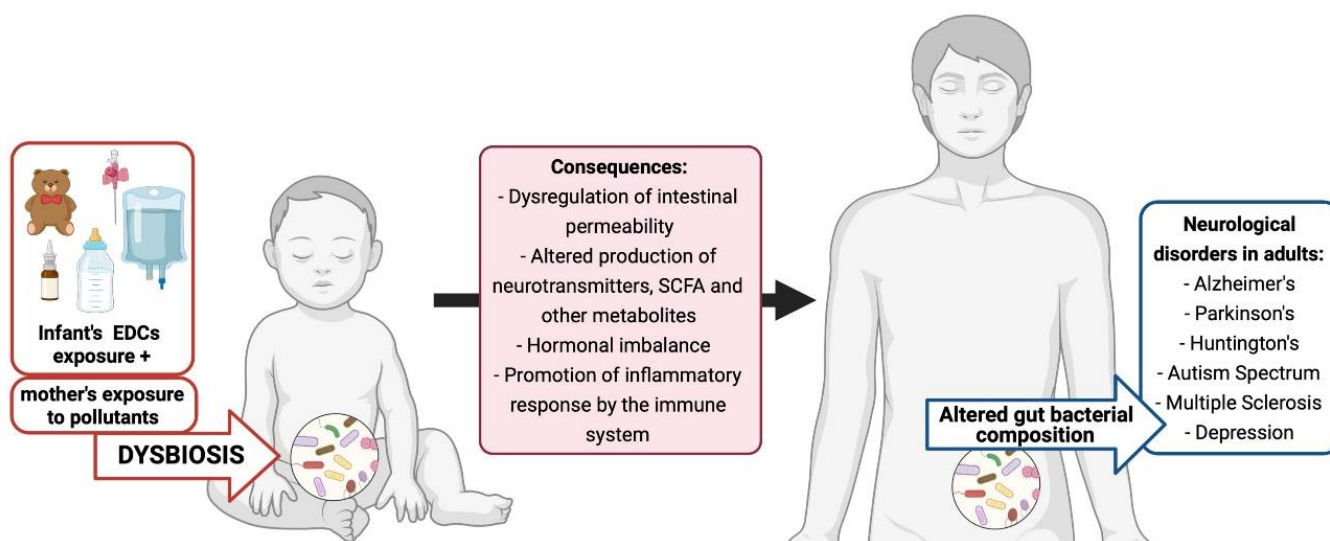 Infant's EDCs
exposure +
mother's exposure
to pollutants
DYSBIOSIS
Consequences:
- Dysregulation of intestinal
permeability
- Altered production of
neurotransmitters, SCFA and
other metabolites
- Hormonal imbalance
- Promotion of inflammatory
response by the immune
system
Altered gut bacterial
composition
Neurological
disorders in adults:
- Alzheimer's
- Parkinson's
- Huntington's
- Autism Spectrum
- Multiple Sclerosis
- Depression